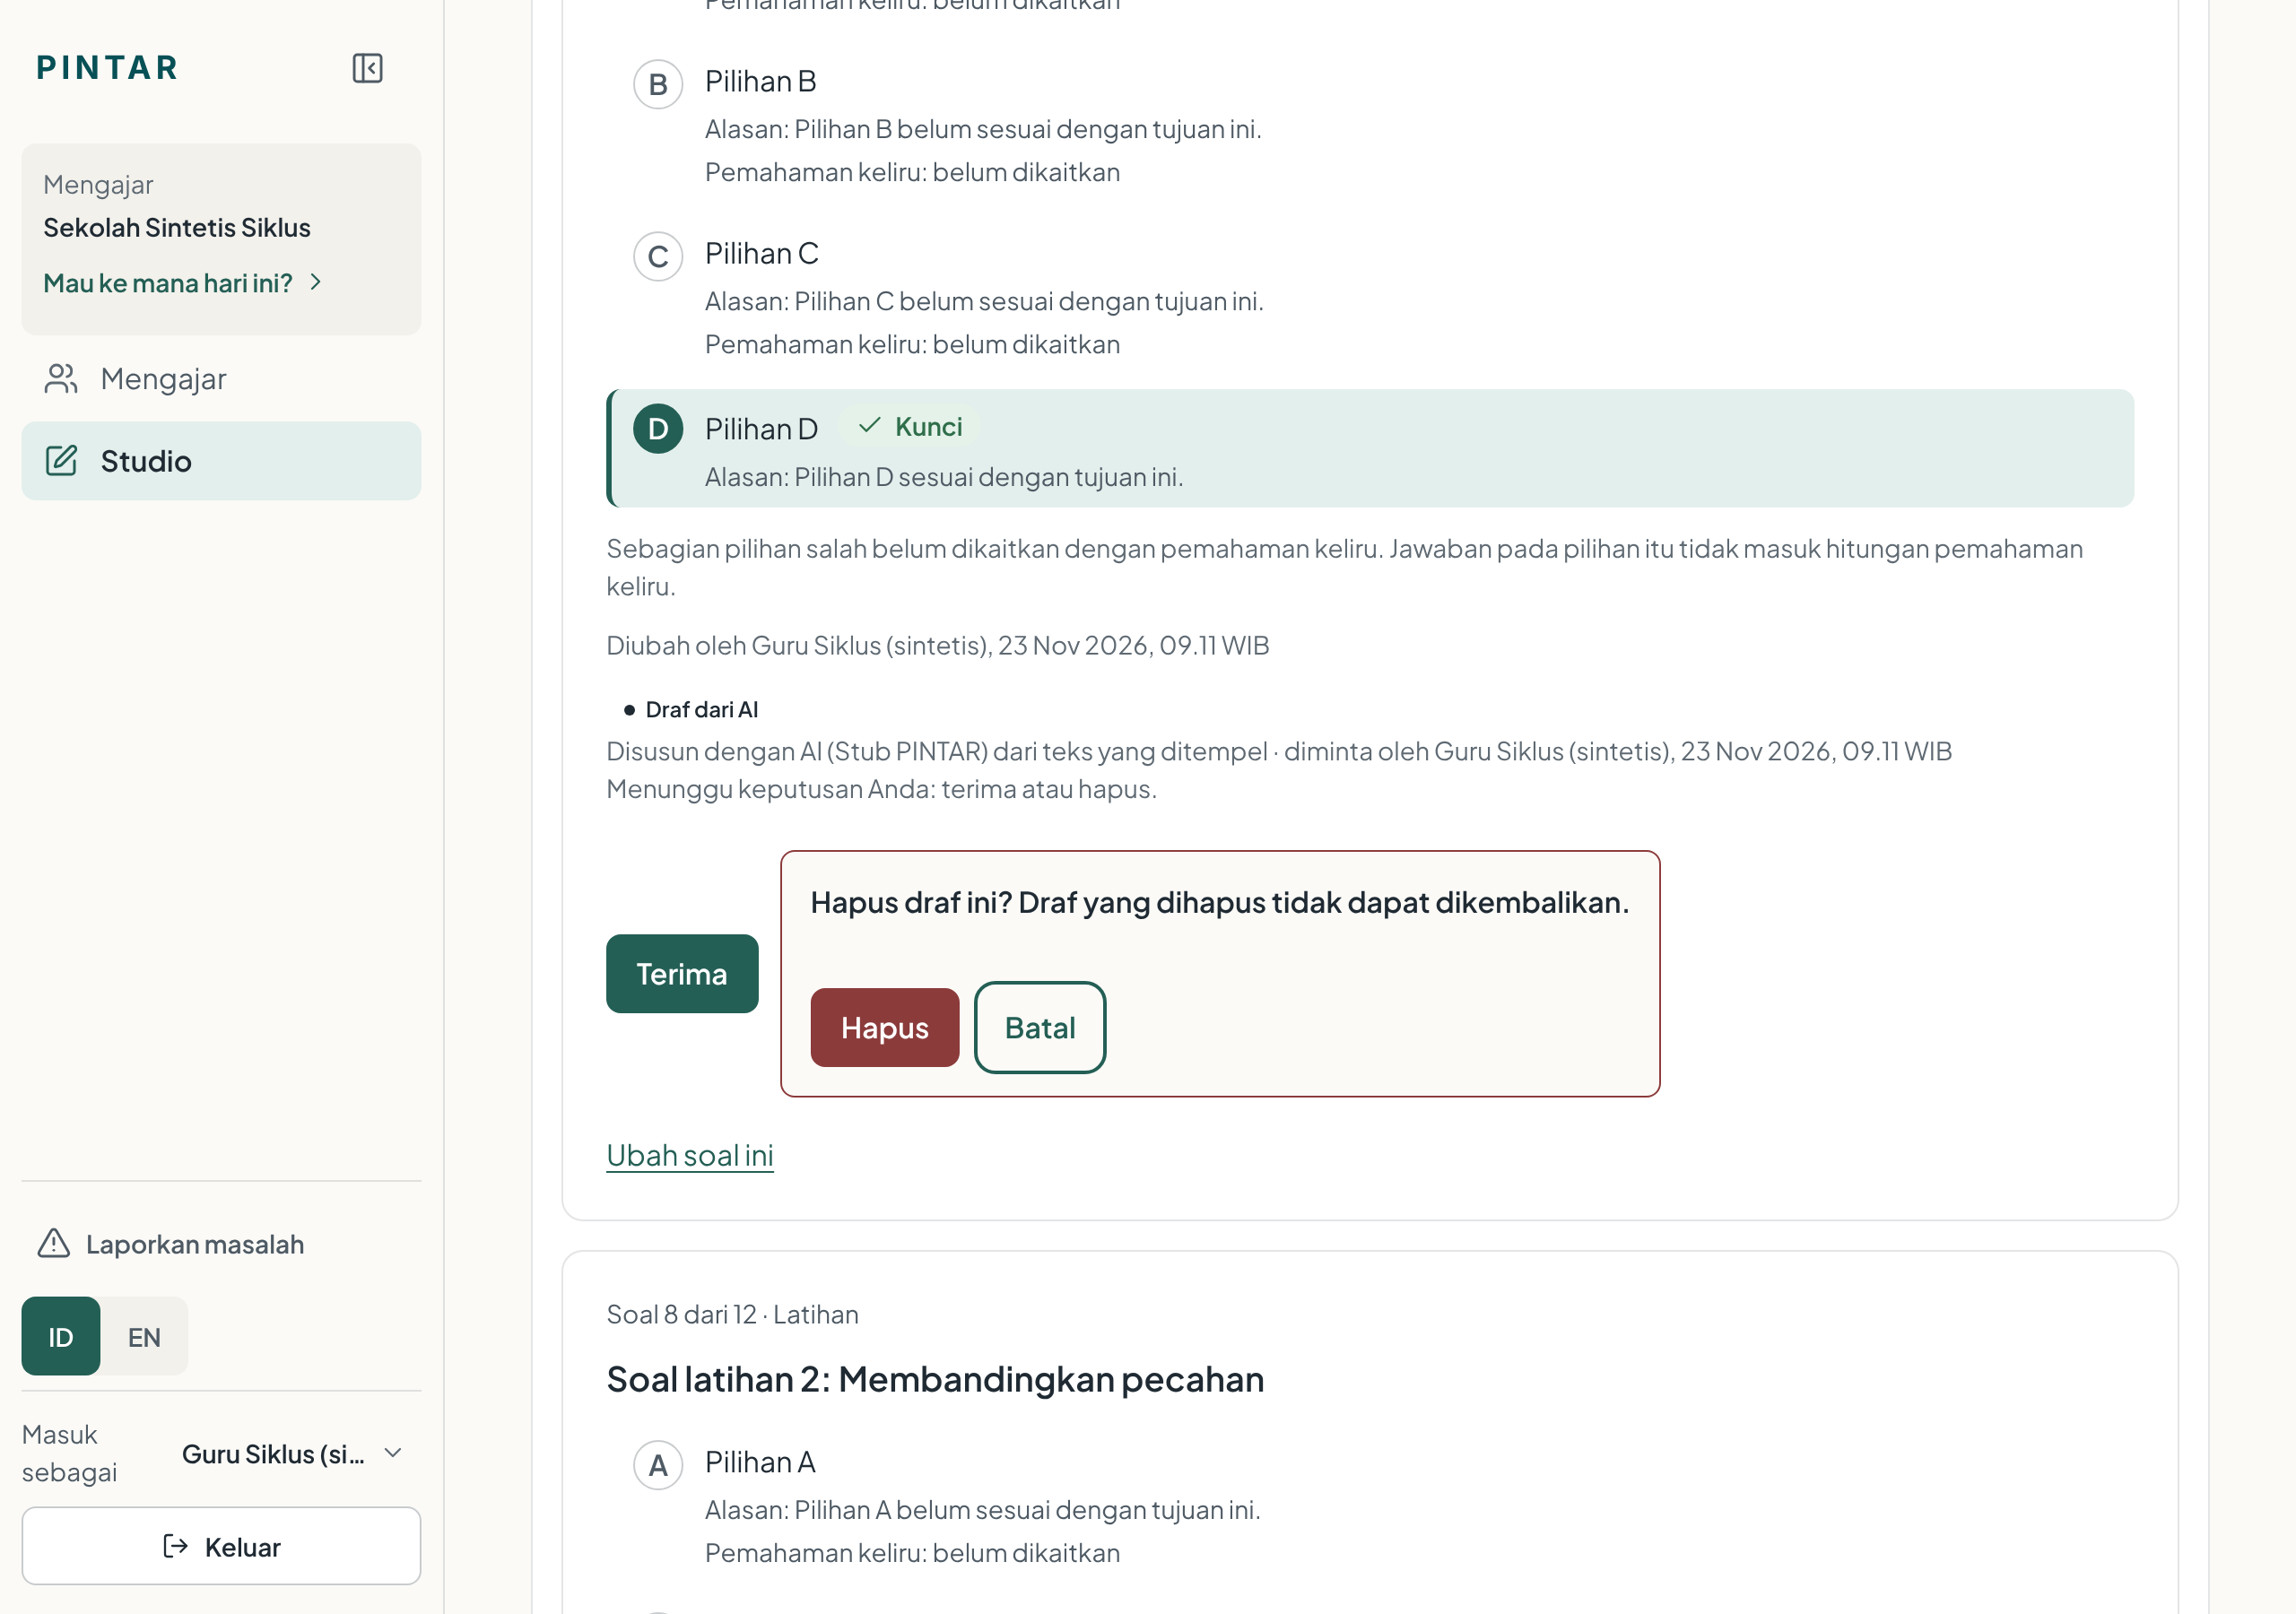 PINTAR
Mengajar
Sekolah Sintetis Siklus
Mau ke mana hari ini?
Mengajar
Studio
Laporkan masalah
ID
EN
Masuk
sebagai
Guru Siklus (si...
Keluar
Pemahaman keliru: belum dikaitkan
B
Pilihan B
Alasan: Pilihan B belum sesuai dengan tujuan ini.
Pemahaman keliru: belum dikaitkan
C
Pilihan C
Alasan: Pilihan C belum sesuai dengan tujuan ini.
Pemahaman keliru: belum dikaitkan
D
Pilihan D
Kunci
Alasan: Pilihan D sesuai dengan tujuan ini.
Sebagian pilihan salah belum dikaitkan dengan pemahaman keliru. Jawaban pada pilihan itu tidak masuk hitungan pemahaman
keliru.
Diubah oleh Guru Siklus (sintetis), 23 Nov 2026, 09.11 WIB
Draf dari AI
Disusun dengan AI (Stub PINTAR) dari teks yang ditempel · diminta oleh Guru Siklus (sintetis), 23 Nov 2026, 09.11 WIB
Menunggu keputusan Anda: terima atau hapus.
Terima
Hapus draf ini? Draf yang dihapus tidak dapat dikembalikan.
Hapus
Batal
Ubah soal ini
Soal 8 dari 12 · Latihan
Soal latihan 2: Membandingkan pecahan
A
Pilihan A
Alasan: Pilihan A belum sesuai dengan tujuan ini.
Pemahaman keliru: belum dikaitkan